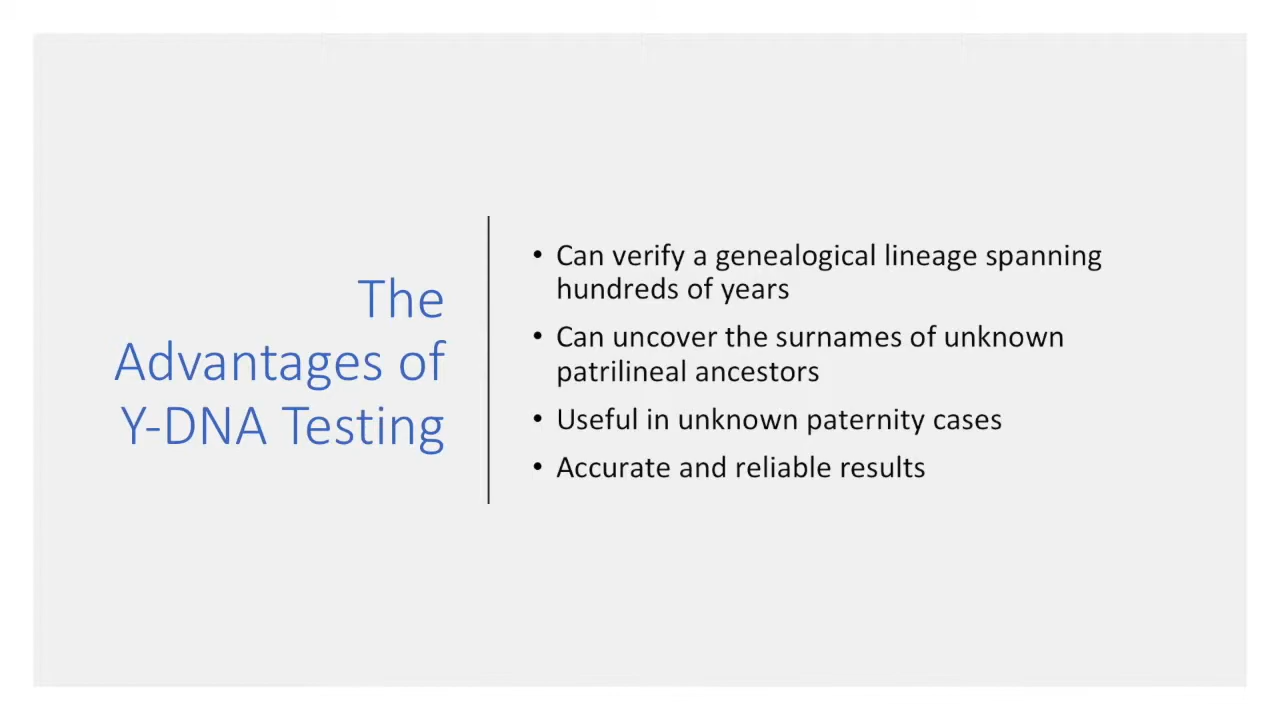 The
Advantages of
Y-DNA Testing
• Can verify a genealogical lineage spanning
hundreds of years
• Can uncover the surnames of unknown
patrilineal ancestors
• Useful in unknown paternity cases
• Accurate and reliable results